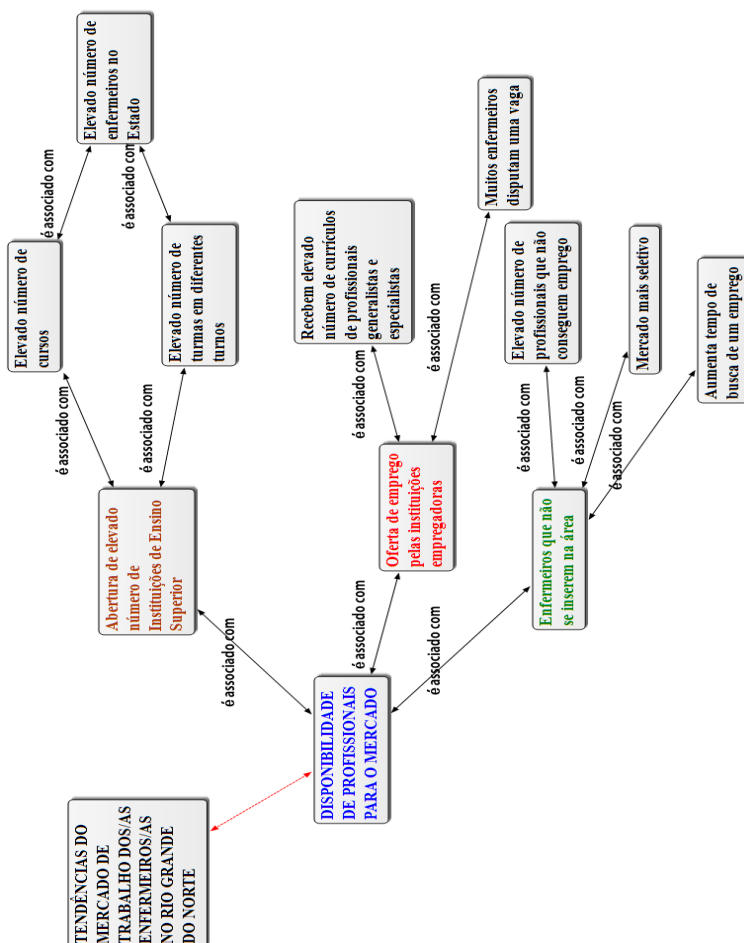 TENDÊNCIAS DO
MERCADO DE
TRABALHO DOS/AS
ENFERMEIROS/AS
NO RIO GRANDE
DO NORTE
DISPONIBILIDADE
DE PROFISSIONAIS
PARA O MERCADO
é associado com
é associado com
é associado com
Abertura de elevado
número de
Instituições de Ensino
Superior
é associado com
é associado com
Elevado número de
cursos
Elevado número de
turmas em diferentes
turnos
é associado com
é associado com
Elevado número de
enfermeiros no
Estado
Oferta de emprego
pelas instituições
empregadoras
é associado com
é associado com
Recebem elevado
número de currículos
de profissionais
generalistas e
especialistas
Muitos enfermeiros
disputam uma vaga
Enfermeiros que não
se inserem na área
é associado com
é associado com
é associado com
Elevado número de
profissionais que não
conseguem emprego
Mercado mais seletivo
Aumenta tempo de
busca de um emprego